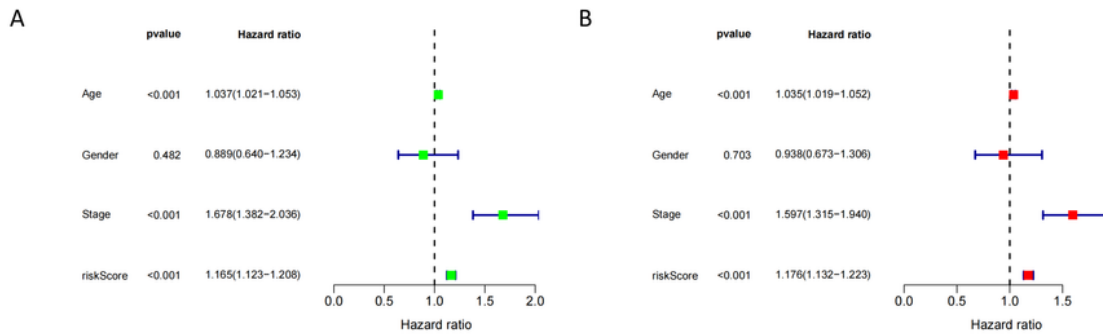 A
pvalue Hazard ratio
Age <0.001 1.037(1.021−1.053)
Gender 0.482 0.889(0.640−1.234)
Stage <0.001 1.678(1.382−2.036)
riskScore <0.001 1.165(1.123−1.208)
0.0 0.5 1.0 1.5 2.0
Hazard ratio
B
pvalue Hazard ratio
Age <0.001 1.035(1.019−1.052)
Gender 0.703 0.938(0.673−1.306)
Stage <0.001 1.597(1.315−1.940)
riskScore <0.001 1.176(1.132−1.223)
0.0 0.5 1.0 1.5
Hazard ratio